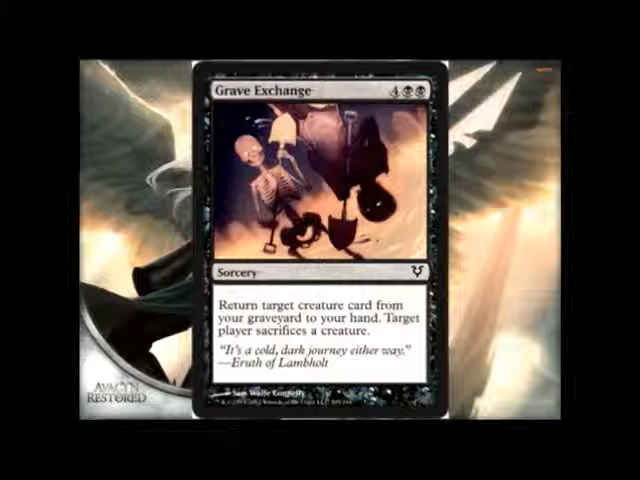 Grave Exchange 4
Sorcery
Return target creature card from
your graveyard to your hand. Target
player sacrifices a creature.
"It's a cold, dark journey either way."
—Eruth of Lambholt
AVACYN
RESTORED